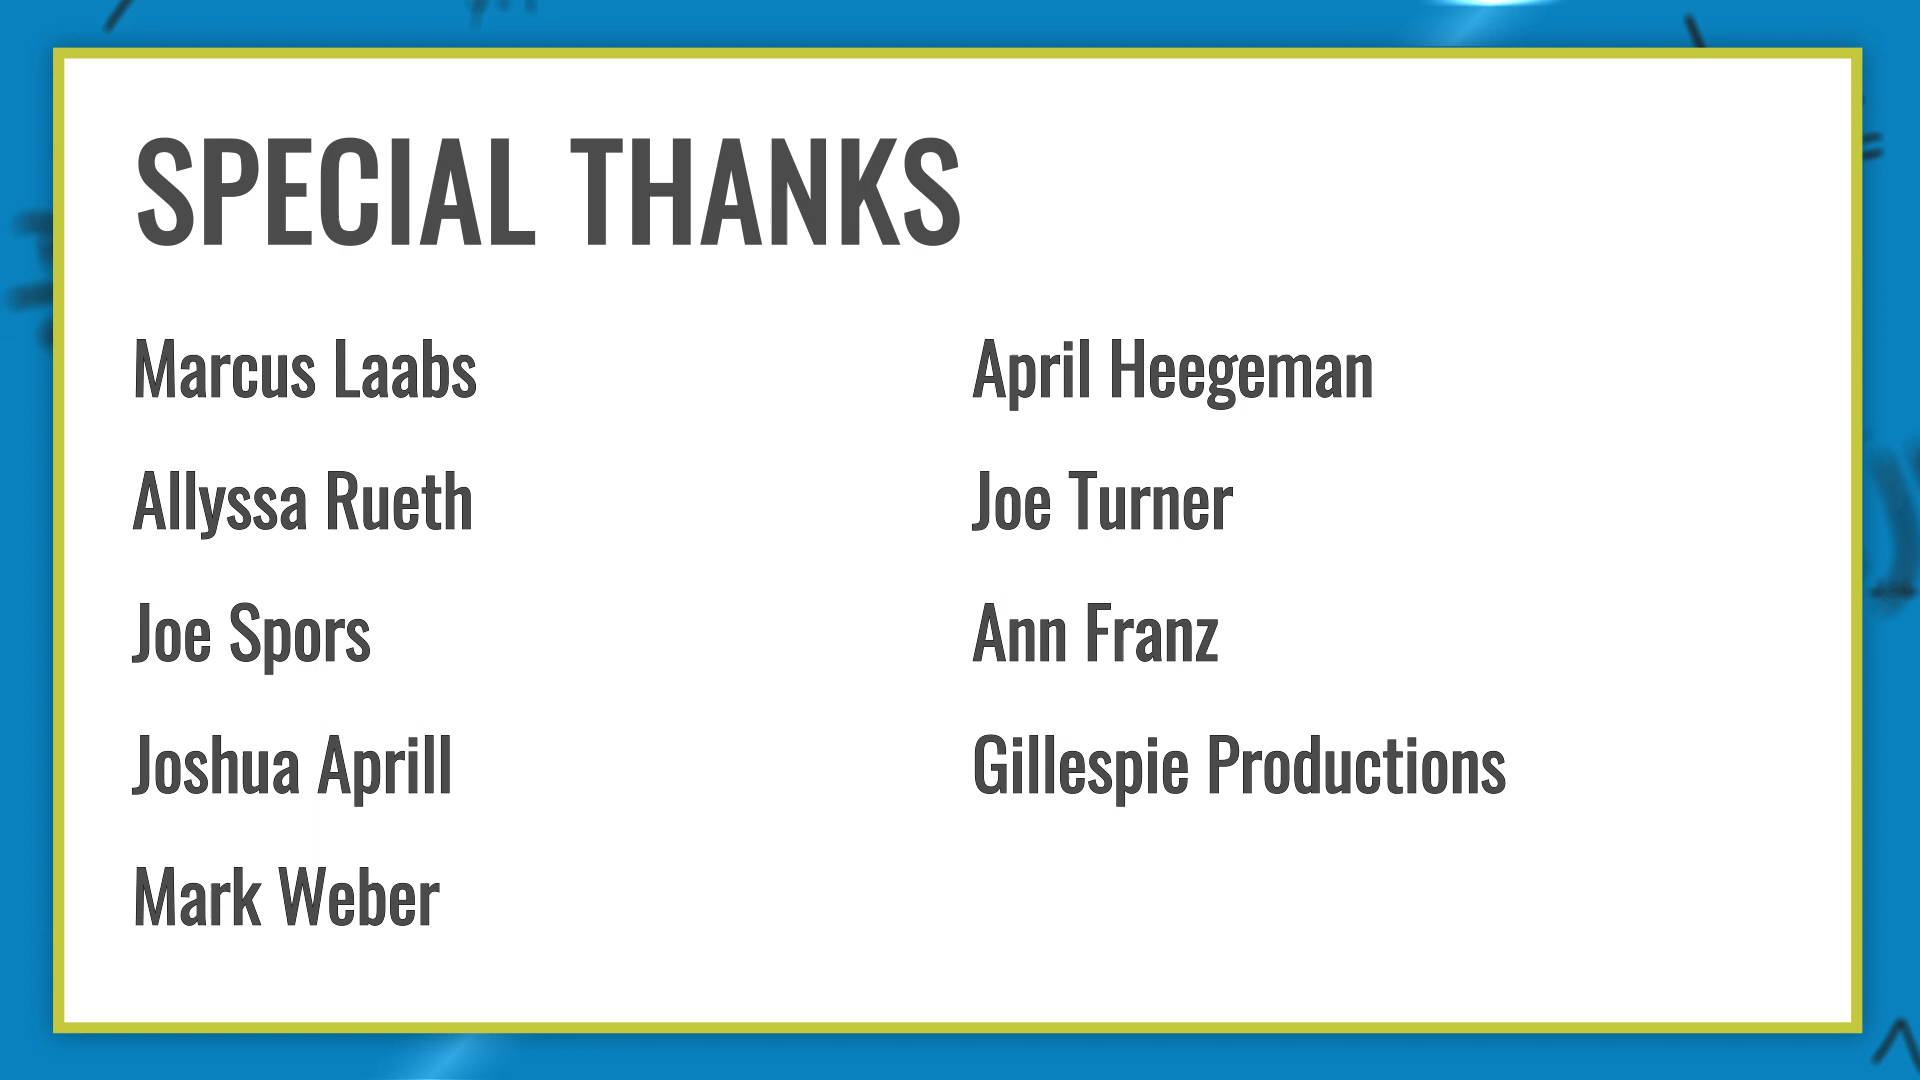 SPECIAL THANKS
Marcus Laabs
Allyssa Rueth
Joe Spors
Joshua Aprill
Mark Weber
April Heegeman
Joe Turner
Ann Franz
Gillespie Productions